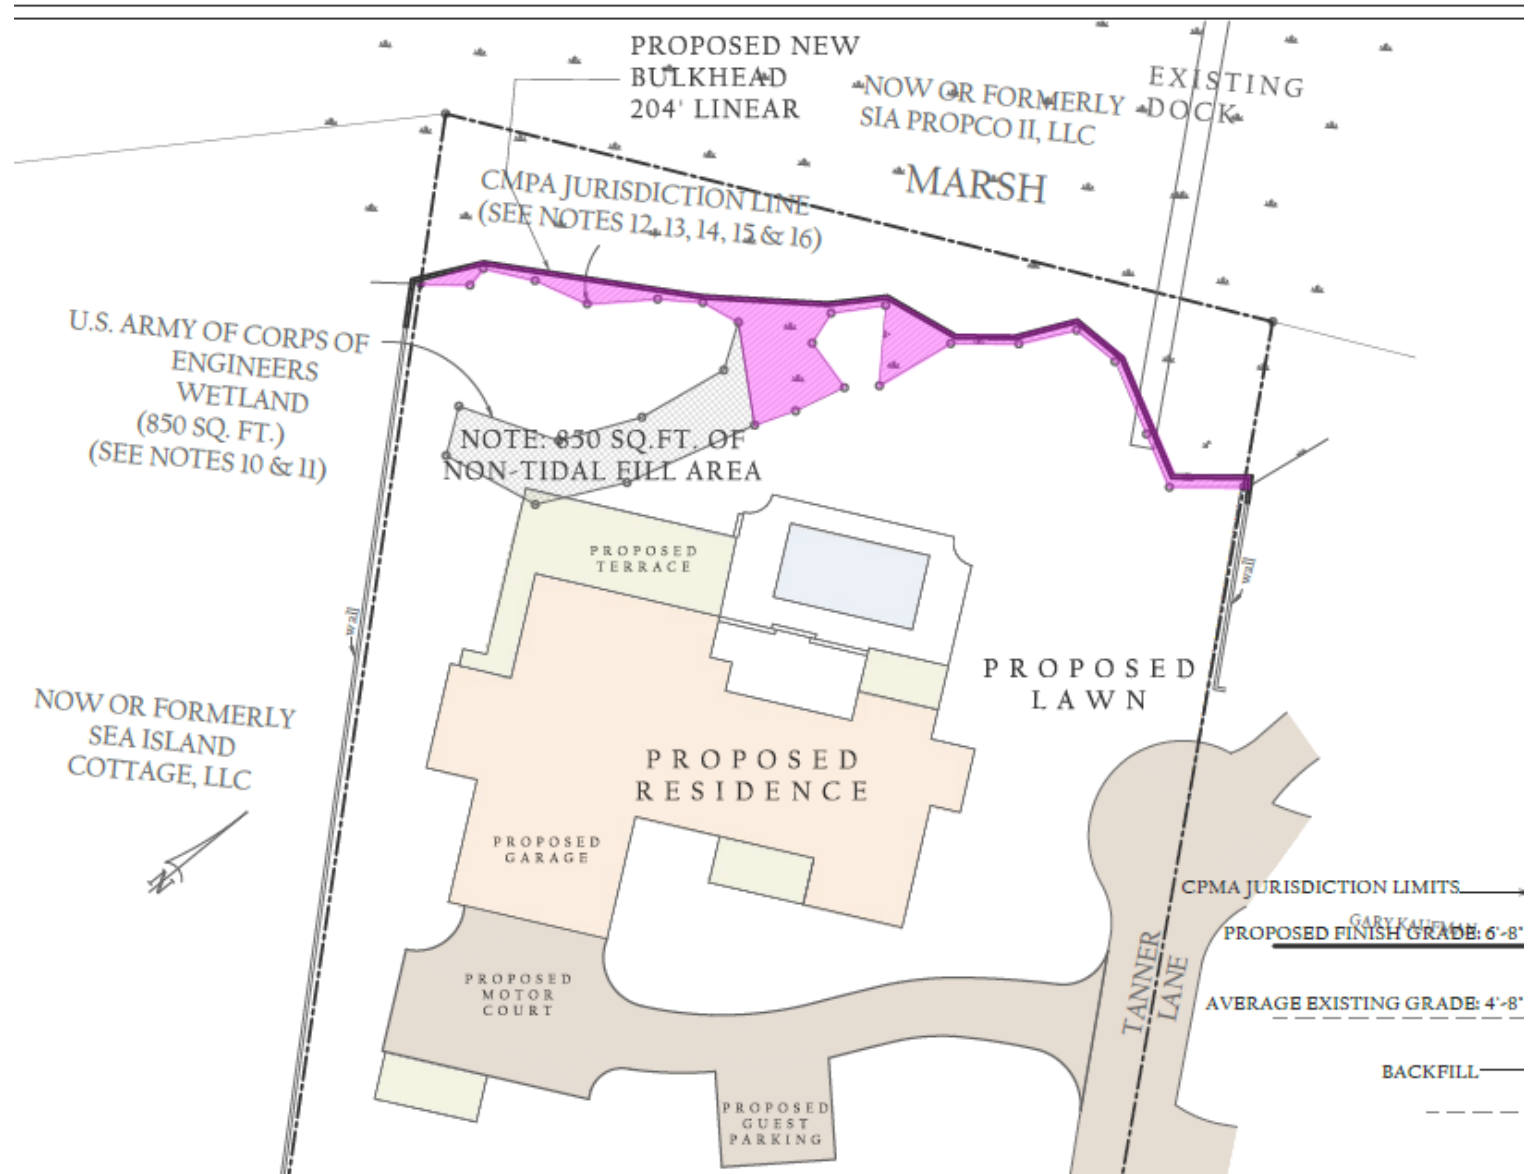 PROPOSED NEW
BULKHEAD
204' LINEAR
NOW OR FORMERLY
SIA PROPCO II, LLC
EXISTING
DOCK
MARSH
CMPA JURISDICTION LINE
(SEE NOTES 12, 13, 14, 15 & 16)
U.S. ARMY OF CORPS OF
ENGINEERS
WETLAND
(850 SQ. FT.)
(SEE NOTES 10 & 11)
NOTE: 850 SQ.FT. OF
NON-TIDAL FILL AREA
PROPOSED
TERRACE
wall
wall
PROPOSED
LAWN
NOW OR FORMERLY
SEA ISLAND
COTTAGE, LLC
PROPOSED
RESIDENCE
PROPOSED
GARAGE
N
CPMA JURISDICTION LIMITS
GARY KAUFMAN
PROPOSED FINISH GRADE: 6'-8"
TANNER
LANE
PROPOSED
MOTOR
COURT
AVERAGE EXISTING GRADE: 4'-8"
BACKFILL
PROPOSED
GUEST
PARKING